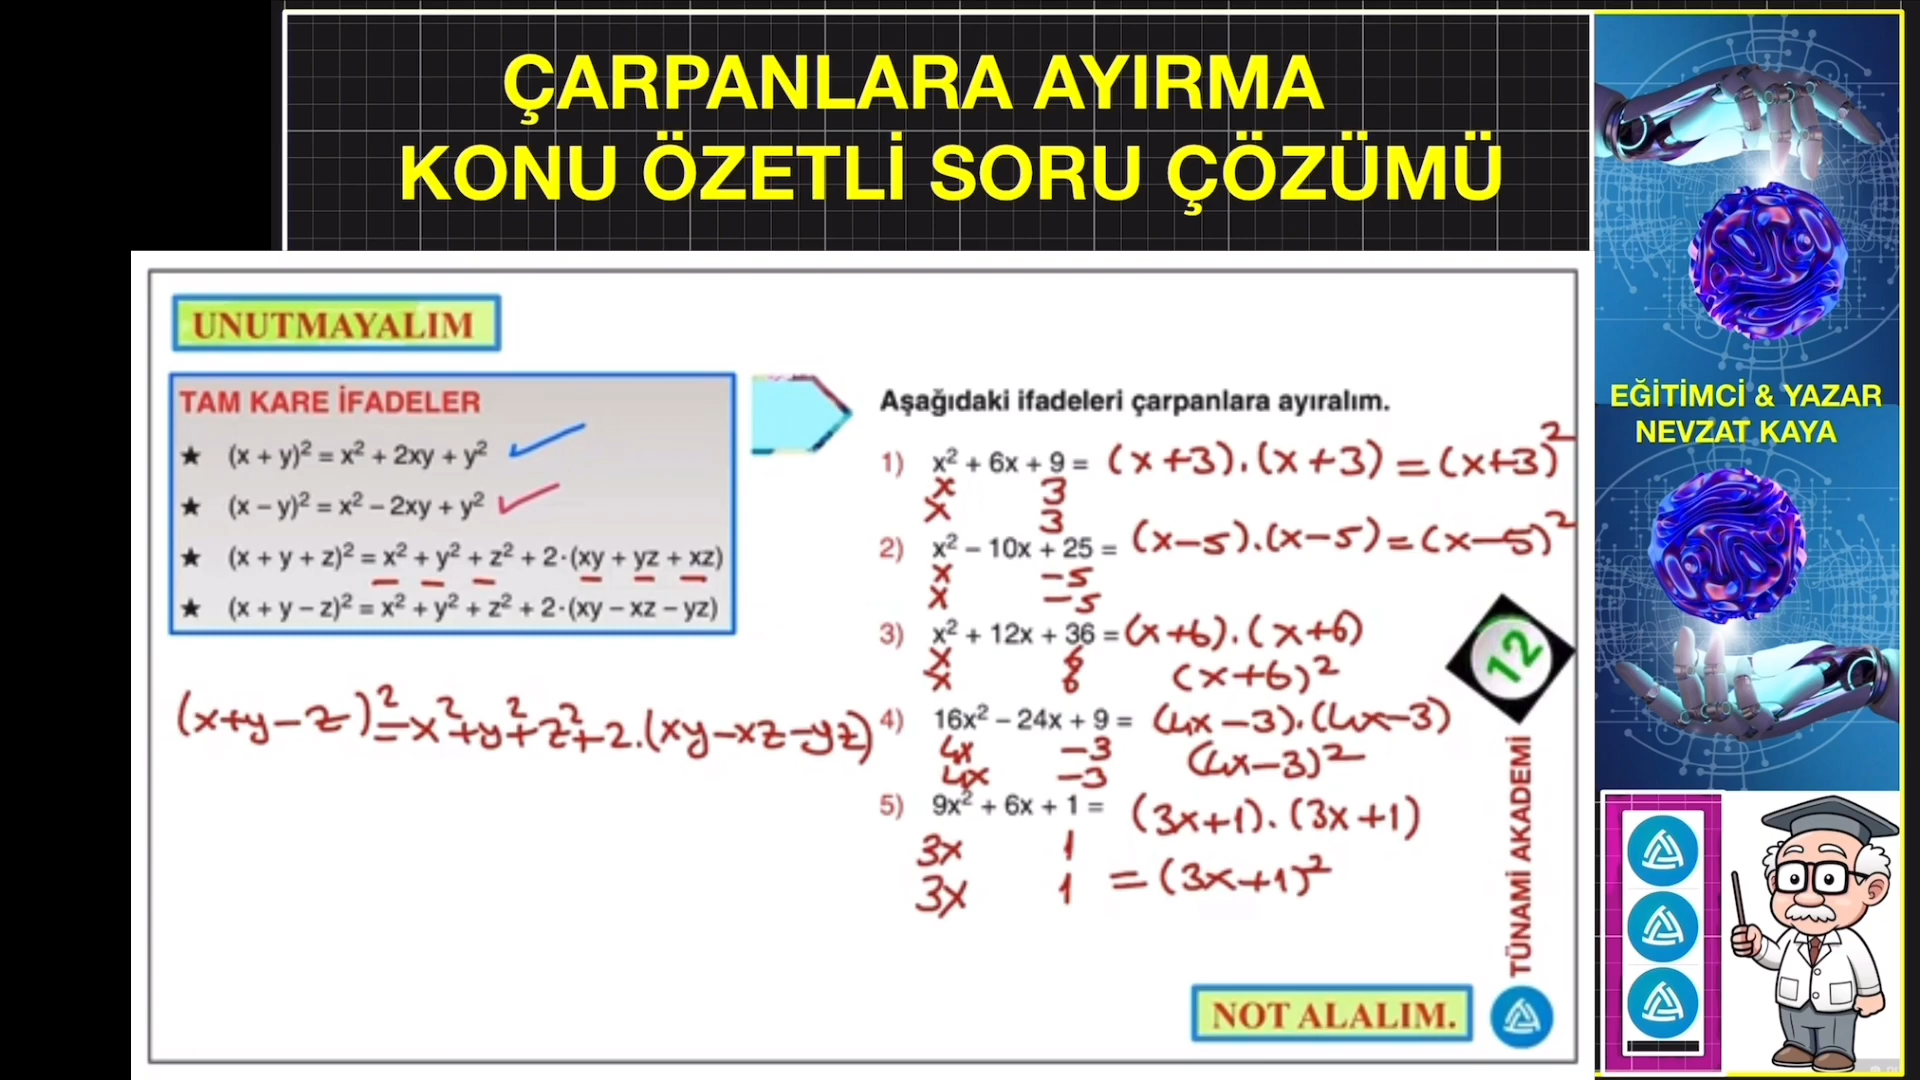 ÇARPANLARA AYIRMA
KONU ÖZETLİ SORU ÇÖZÜMÜ
EĞİTİMCİ & YAZAR
NEVZAT KAYA
UNUTMAYALIM
TAM KARE İFADELER
★ (x + y)² = x² + 2xy + y²
★ (x – y)² = x² – 2xy + y²
★ (x + y + z)² = x² + y² + z² + 2·(xy + yz + xz)
★ (x + y – z)² = x² + y² + z² + 2·(xy – xz – yz)
(x+y–z)² = x²+y²+z²+2.(xy–xz–yz)
Aşağıdaki ifadeleri çarpanlara ayıralım.
1) x² + 6x + 9 = (x+3).(x+3) = (x+3)²
x 3
x 3
2) x² – 10x + 25 = (x–5).(x–5) = (x–5)²
x –5
x –5
3) x² + 12x + 36 = (x+6).(x+6)
x 6 (x+6)²
x 6
4) 16x² – 24x + 9 = (4x–3).(4x–3)
4x –3 (4x–3)²
4x –3
5) 9x² + 6x + 1 = (3x+1).(3x+1)
3x 1
3x 1 = (3x+1)²
12
TÜNAMİ AKADEMİ
NOT ALALIM.